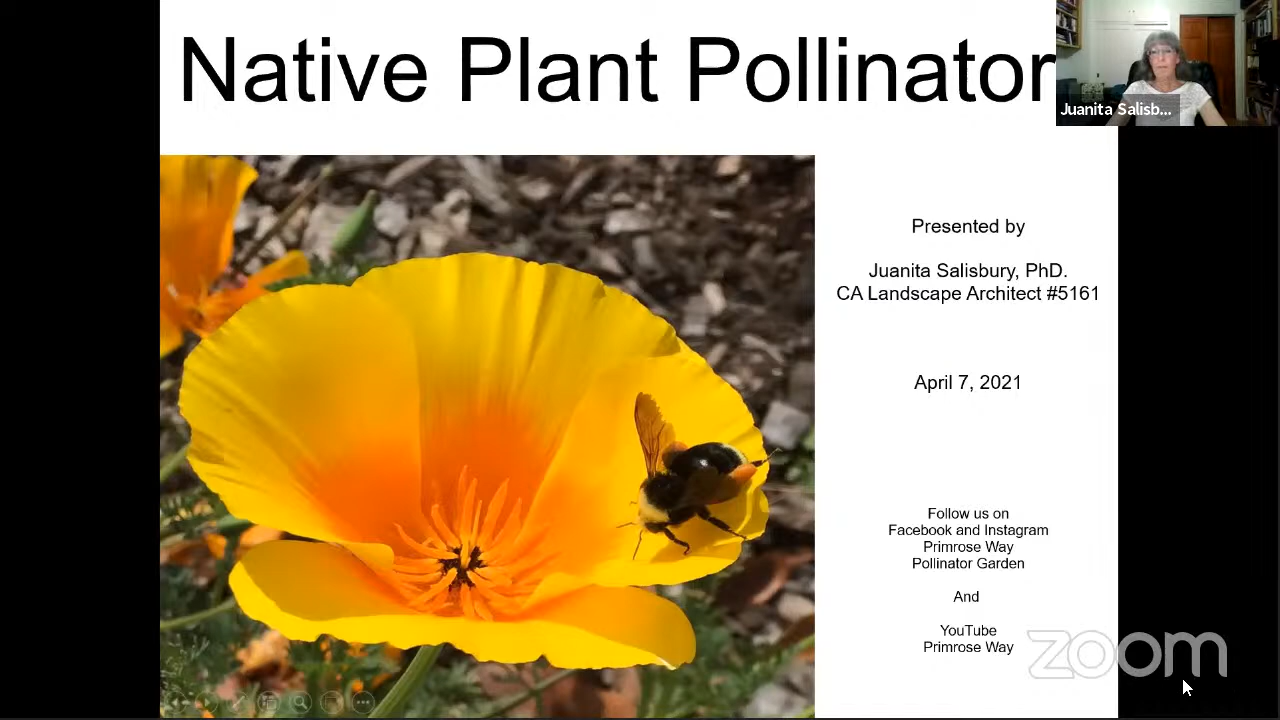 Native Plant Pollinator
Juanita Salisb...
Presented by
Juanita Salisbury, PhD.
CA Landscape Architect #5161
April 7, 2021
Follow us on
Facebook and Instagram
Primrose Way
Pollinator Garden
And
YouTube
Primrose Way
zoom